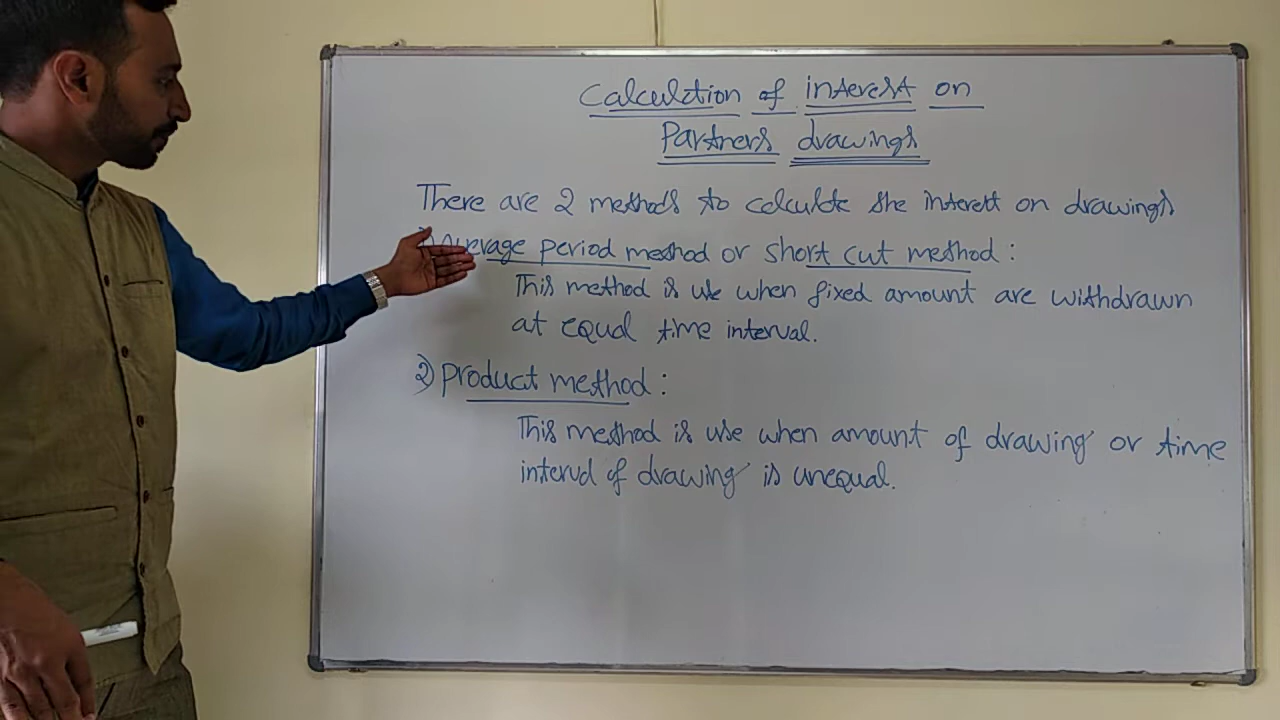 Calculation of interest on
Partners drawings
There are 2 methods to calculate the interest on drawings
1) Average period method or short cut method :
This method is use when fixed amount are withdrawn
at equal time interval.
2) Product method :
This method is use when amount of drawing or time
interval of drawing is unequal.